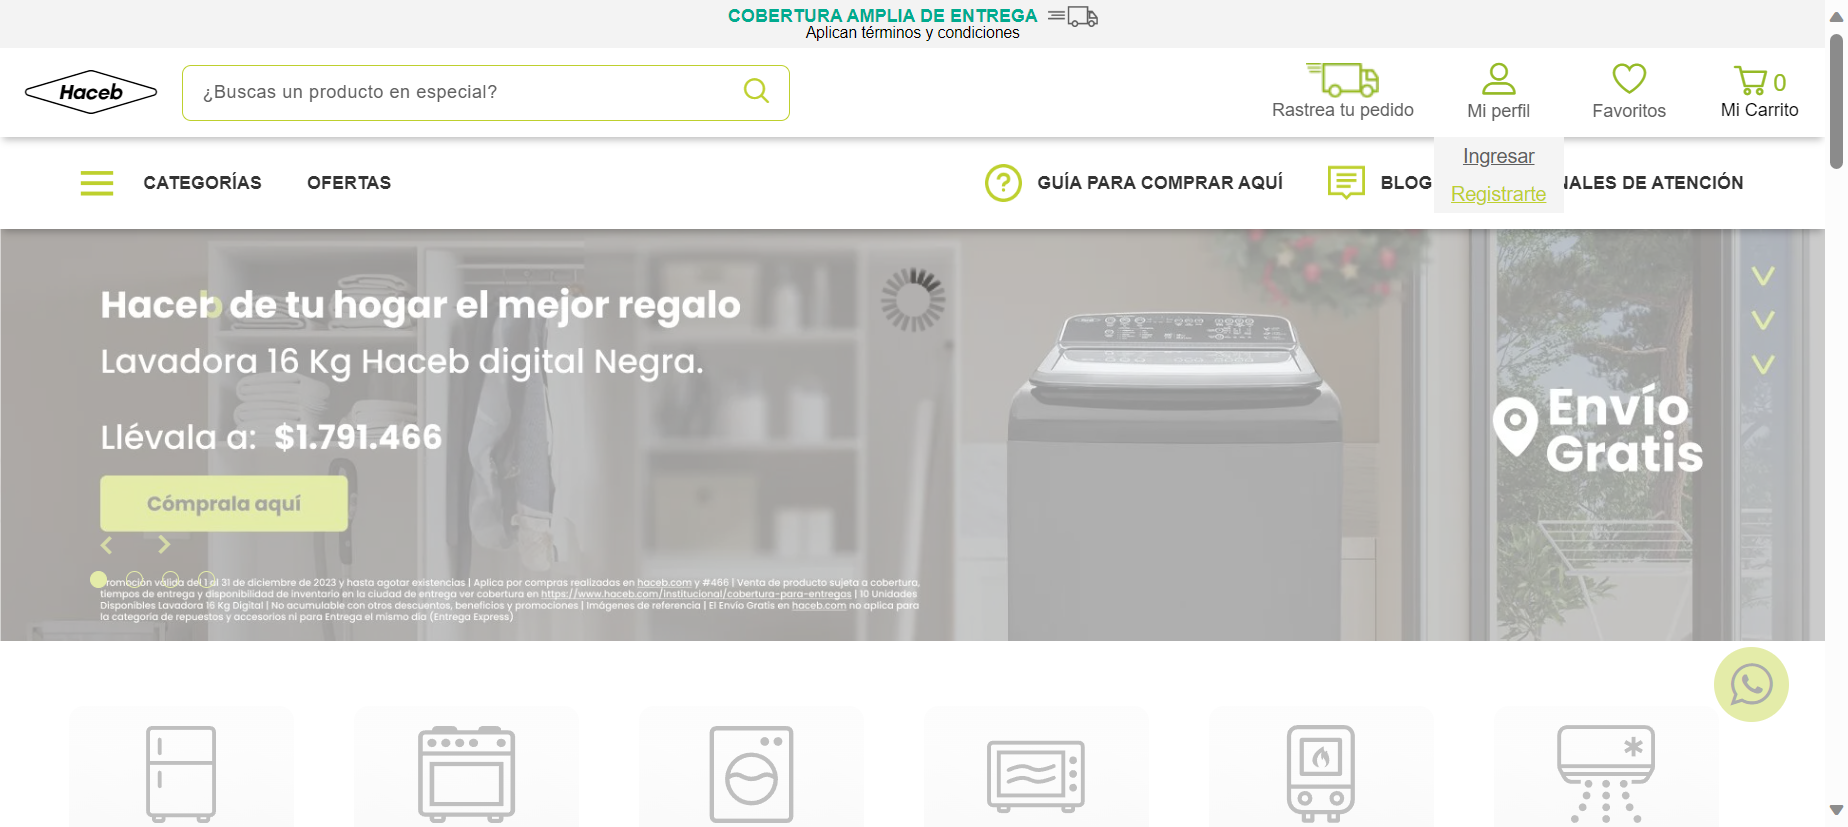 COBERTURA AMPLIA DE ENTREGA
Aplican términos y condiciones
Haceb
¿Buscas un producto en especial?
Rastrea tu pedido
Mi perfil
Favoritos
0
Mi Carrito
Ingresar
Registrarte
CATEGORÍAS
OFERTAS
GUÍA PARA COMPRAR AQUÍ
BLOG
NALES DE ATENCIÓN
Haceb de tu hogar el mejor regalo
Lavadora 16 Kg Haceb digital Negra.
Llévala a: $1.791.466
Cómprala aquí
Envío
Gratis
Promoción válida del 1 al 31 de diciembre de 2023 y hasta agotar existencias | Aplica por compras realizadas en haceb.com y #466 | Venta de producto sujeta a cobertura,
tiempos de entrega y disponibilidad de inventario en la ciudad de entrega ver cobertura en https://www.haceb.com/institucional/cobertura-para-entregas | 10 Unidades
Disponibles Lavadora 16 Kg Digital | No acumulable con otros descuentos, beneficios y promociones | Imágenes de referencia | El Envío Gratis en haceb.com no aplica para
la categoria de repuestos y accesorios ni para Entrega el mismo día (Entrega Express)